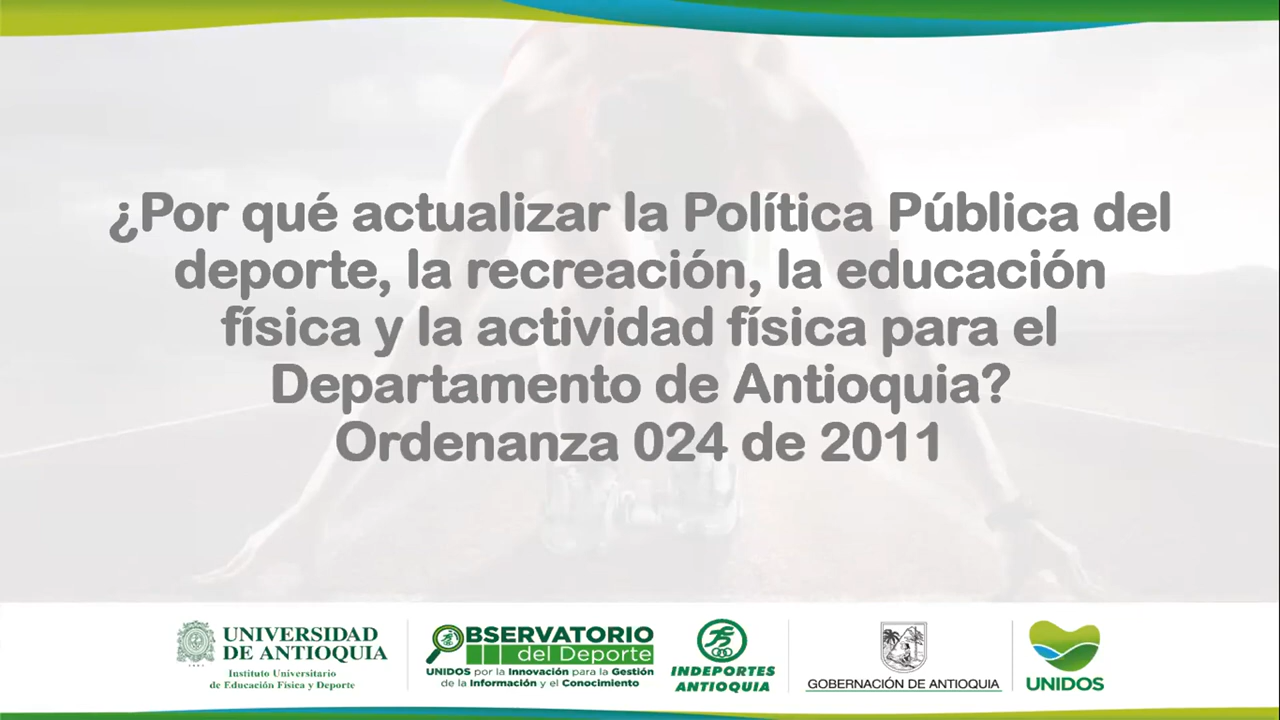 ¿Por qué actualizar la Política Pública del
deporte, la recreación, la educación
física y la actividad física para el
Departamento de Antioquia?
Ordenanza 024 de 2011
UNIVERSIDAD
DE ANTIOQUIA
Instituto Universitario
de Educación Física y Deporte
OBSERVATORIO
del Deporte
UNIDOS por la Innovación para la Gestión
de la Información y el Conocimiento
INDEPORTES
ANTIOQUIA
GOBERNACIÓN DE ANTIOQUIA
UNIDOS